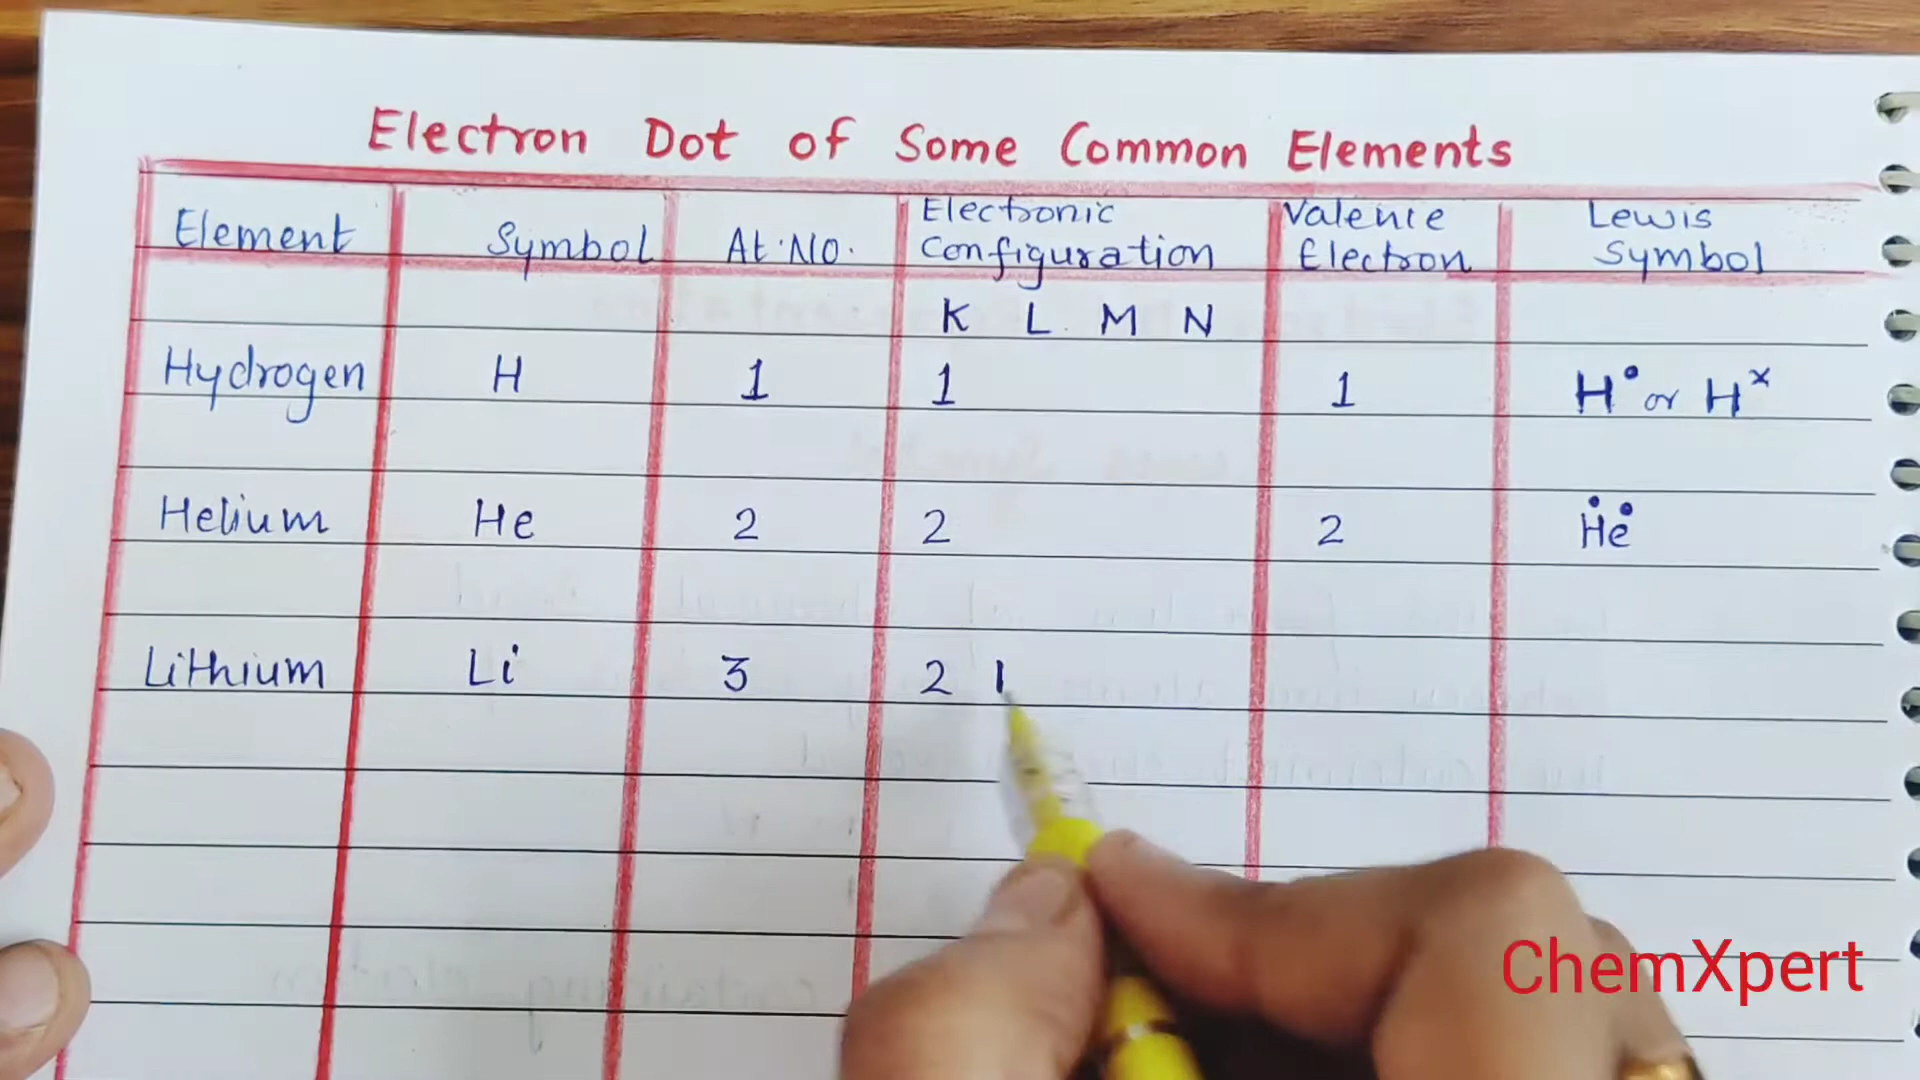 Electron Dot of Some Common Elements
Element Symbol At. No. Electronic Configuration Valence Electron Lewis Symbol
K L M N
Hydrogen H 1 1 1 H• or Hˣ
Helium He 2 2 2 He
Lithium Li 3 2 1
ChemXpert